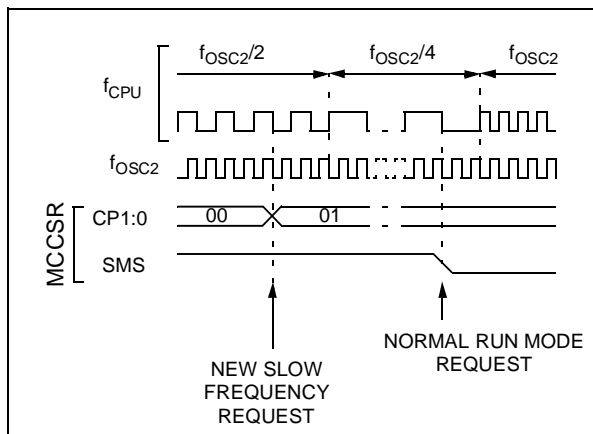 fOSC2/2
fOSC2/4
fOSC2
fCPU
fOSC2
MCCSR
CP1:0
00
01
SMS
NEW SLOW
FREQUENCY
REQUEST
NORMAL RUN MODE
REQUEST